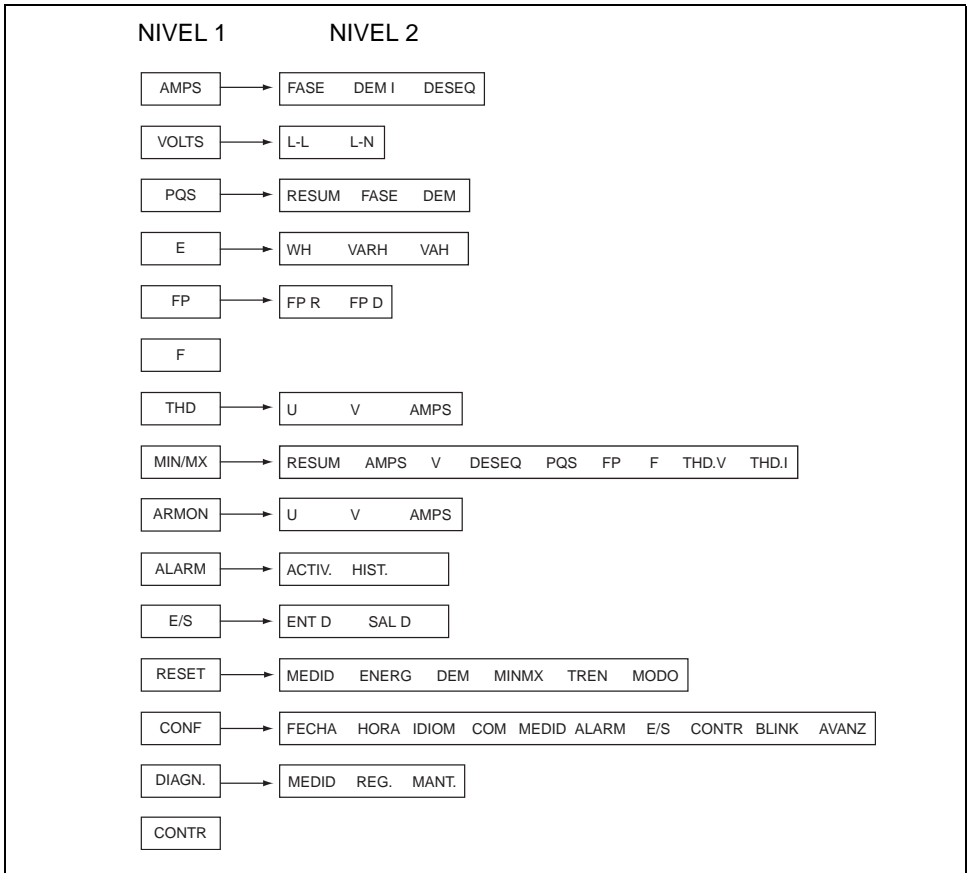 NIVEL 1 NIVEL 2
AMPS FASE DEM I DESEQ
VOLTS L-L L-N
PQS RESUM FASE DEM
E WH VARH VAH
FP FP R FP D
F
THD U V AMPS
MIN/MX RESUM AMPS V DESEQ PQS FP F THD.V THD.I
ARMON U V AMPS
ALARM ACTIV. HIST.
E/S ENT D SAL D
RESET MEDID ENERG DEM MINMX TREN MODO
CONF FECHA HORA IDIOM COM MEDID ALARM E/S CONTR BLINK AVANZ
DIAGN. MEDID REG. MANT.
CONTR